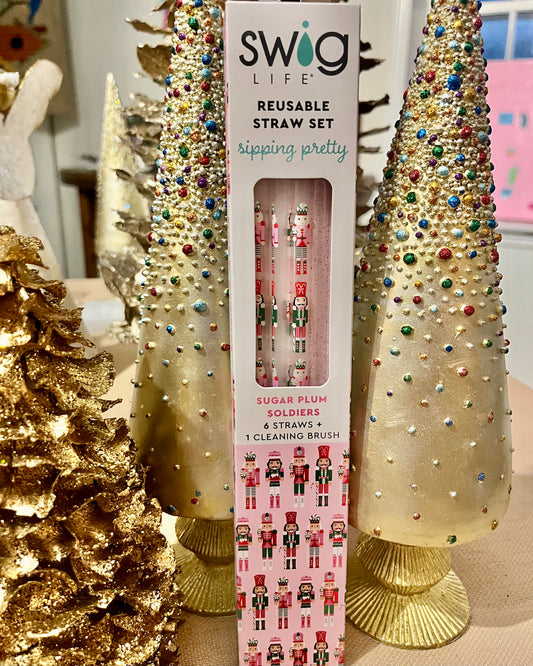 swig
LIFE®
REUSABLE
STRAW SET
sipping pretty
SUGAR PLUM
SOLDIERS
6 STRAWS +
1 CLEANING BRUSH